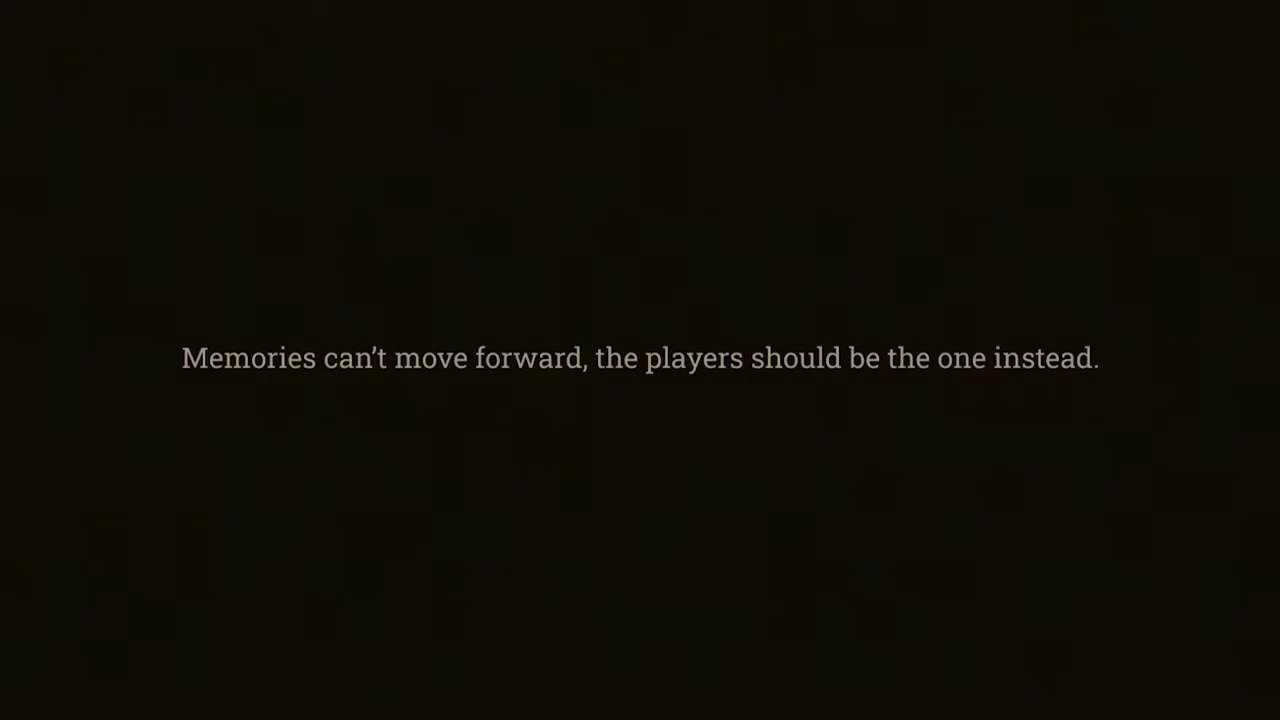 Memories can’t move forward, the players should be the one instead.